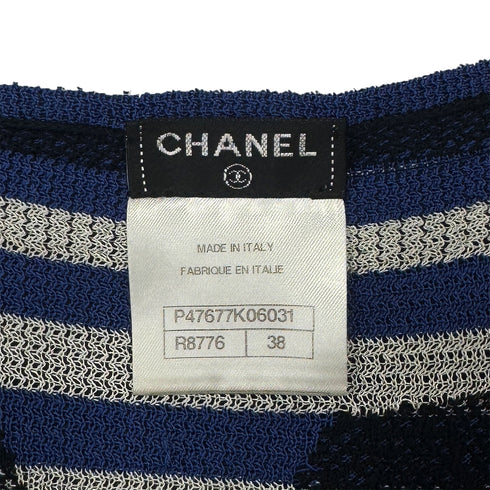 CHANEL
MADE IN ITALY
FABRIQUE EN ITALIE
P47677K06031
R8776 38